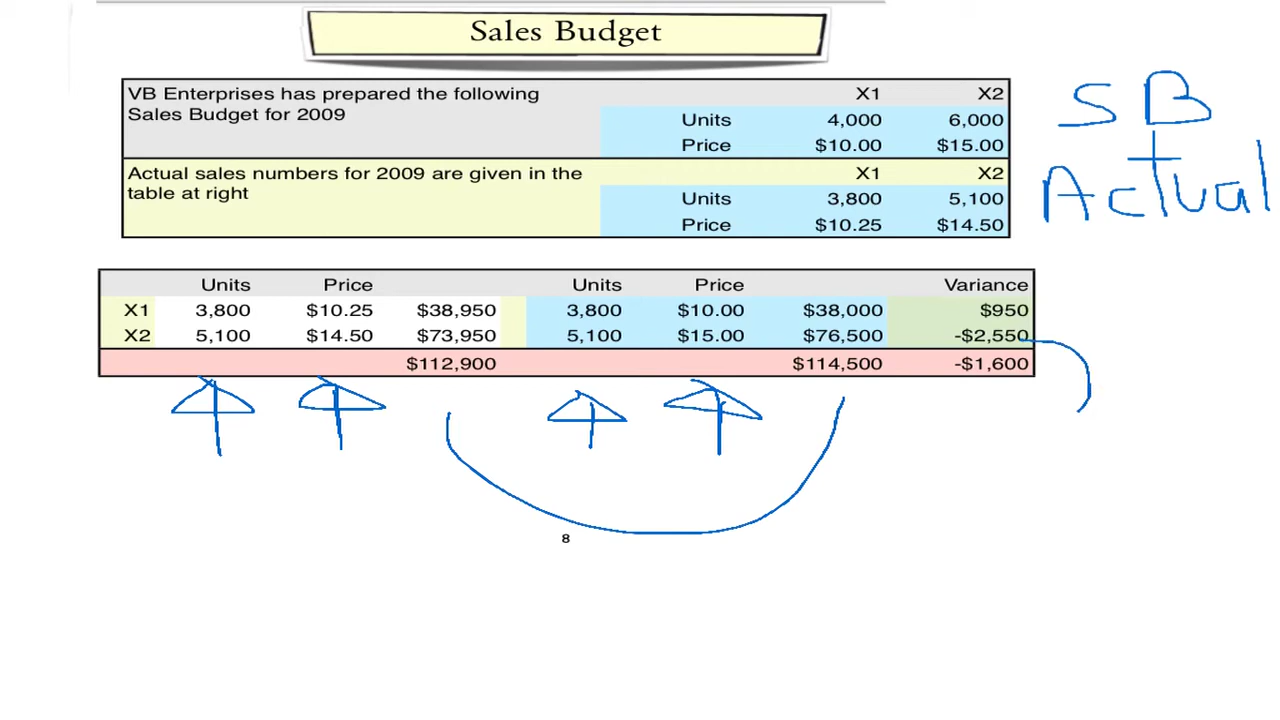 Sales Budget
VB Enterprises has prepared the following X1 X2
Sales Budget for 2009
Units 4,000 6,000
Price $10.00 $15.00
Actual sales numbers for 2009 are given in the X1 X2
table at right
Units 3,800 5,100
Price $10.25 $14.50
S B
+
Actual
Units Price Units Price Variance
X1 3,800 $10.25 $38,950 3,800 $10.00 $38,000 $950
X2 5,100 $14.50 $73,950 5,100 $15.00 $76,500 -$2,550
$112,900 $114,500 -$1,600
8